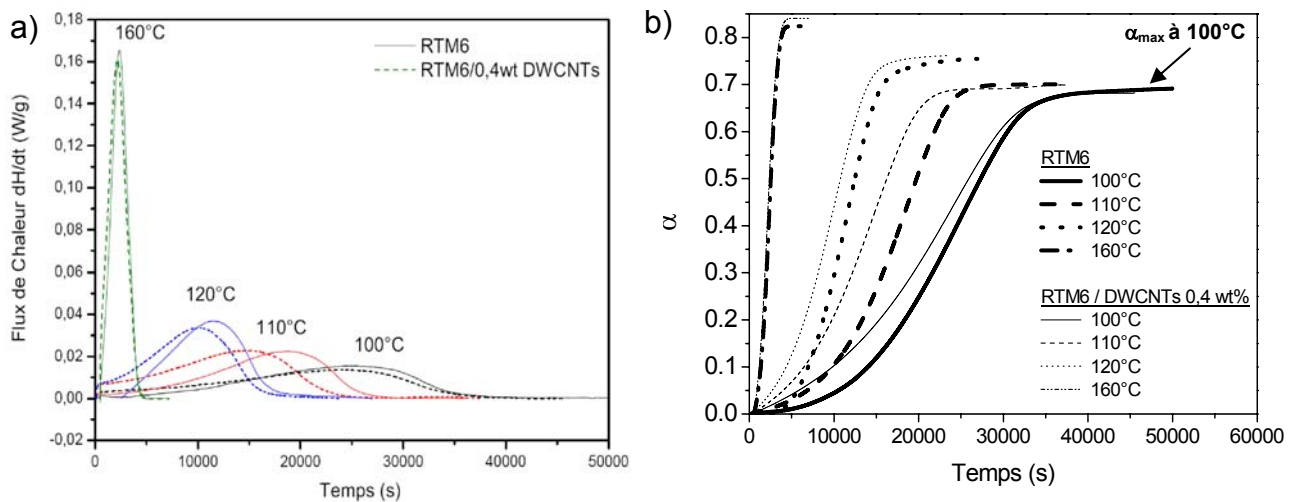 a)
0,18
0,16
0,14
0,12
0,10
0,08
0,06
0,04
0,02
0,00
-0,02
Flux de Chaleur dH/dt (W/g)
160°C
RTM6
RTM6/0,4wt DWCNTs
120°C
110°C
100°C
0
10000
20000
30000
40000
50000
Temps (s)
b)
0.8
0.7
0.6
0.5
0.4
0.3
0.2
0.1
0.0
α
αmax à 100°C
RTM6
100°C
110°C
120°C
160°C
RTM6 / DWCNTs 0,4 wt%
100°C
110°C
120°C
160°C
0
10000
20000
30000
40000
50000
60000
Temps (s)